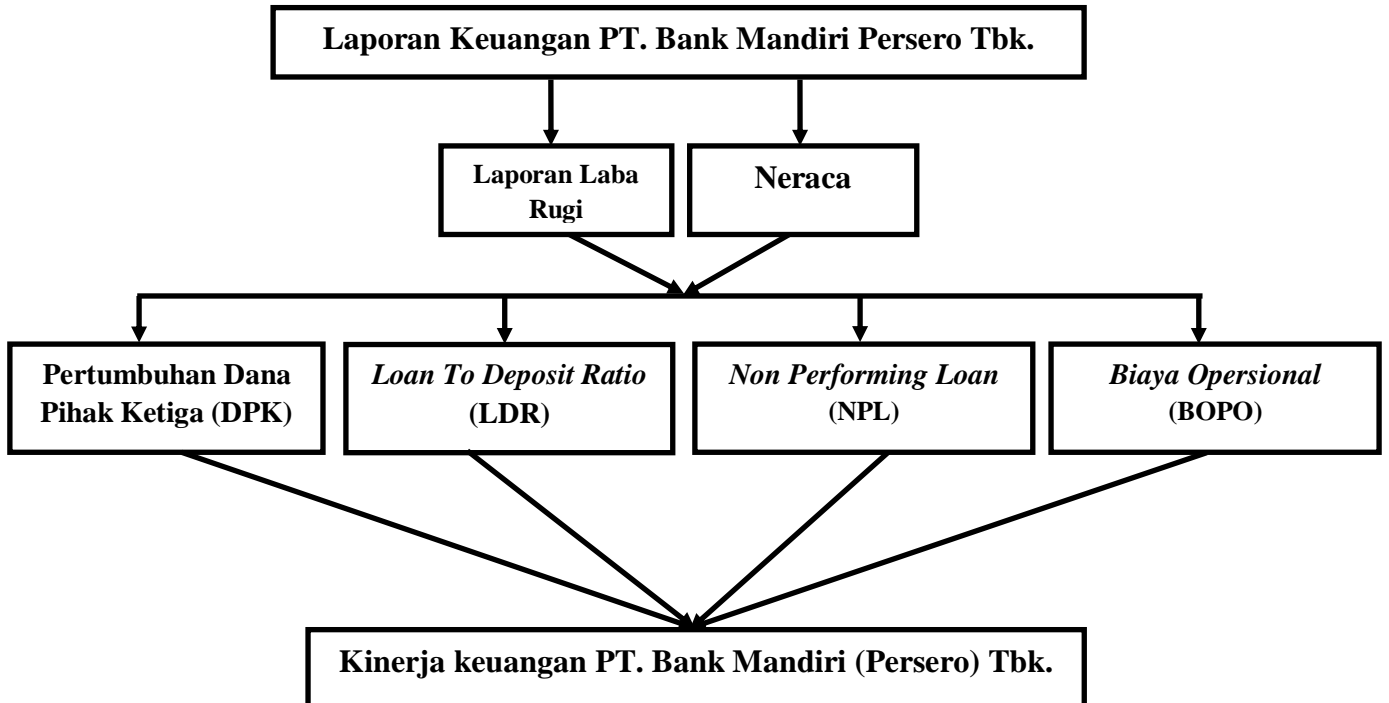 Laporan Keuangan PT. Bank Mandiri Persero Tbk.
Laporan Laba
Rugi
Neraca
Pertumbuhan Dana
Pihak Ketiga (DPK)
Loan To Deposit Ratio
(LDR)
Non Performing Loan
(NPL)
Biaya Opersional
(BOPO)
Kinerja keuangan PT. Bank Mandiri (Persero) Tbk.